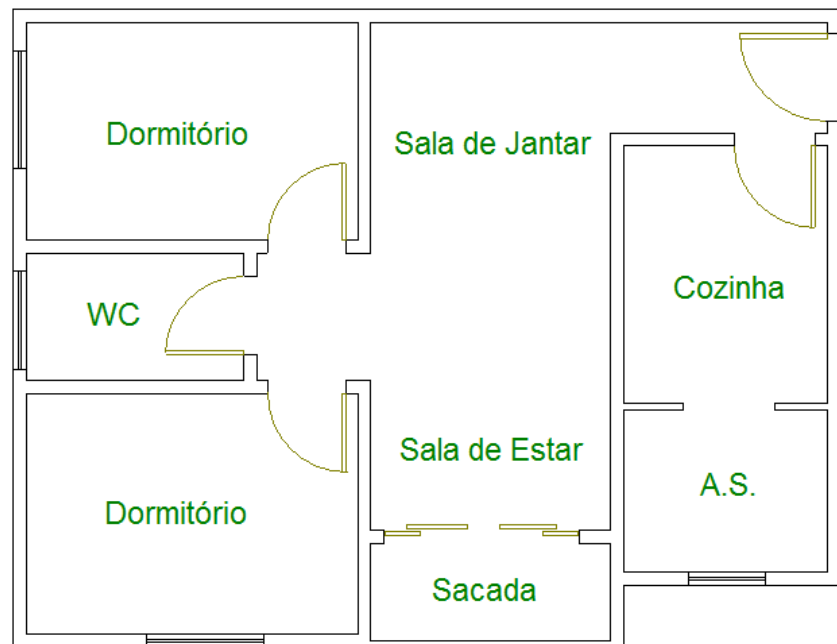 Dormitório
Sala de Jantar
Cozinha
WC
Sala de Estar
A.S.
Dormitório
Sacada